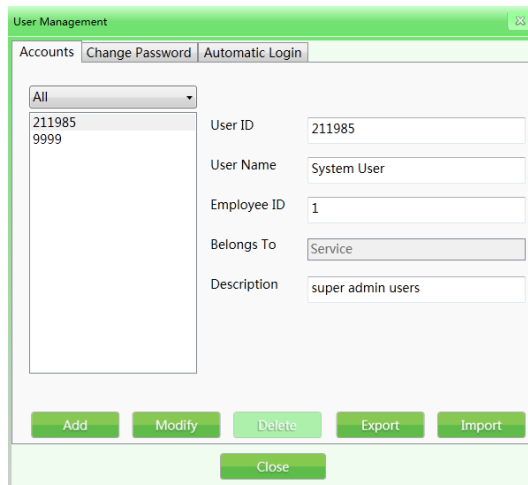 User Management
Accounts Change Password Automatic Login
All
211985
9999
User ID 211985
User Name System User
Employee ID 1
Belongs To Service
Description super admin users
Add Modify Delete Export Import
Close